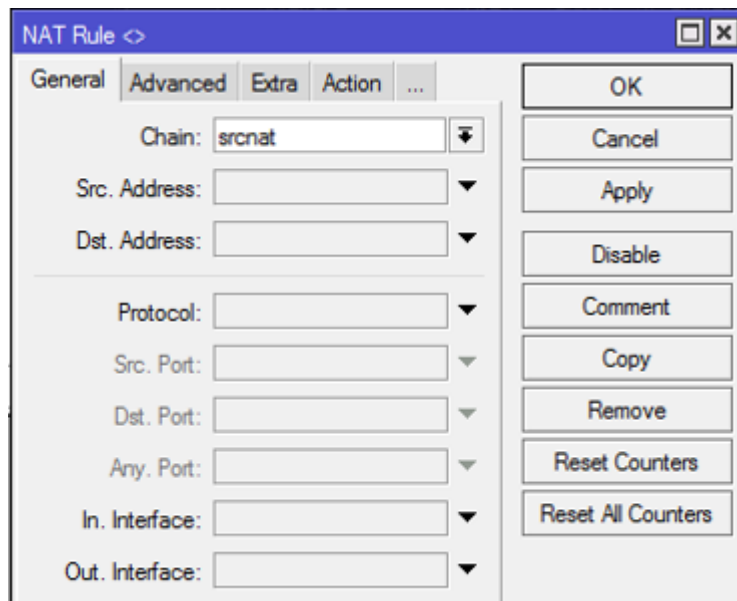 NAT Rule <>
General Advanced Extra Action ...
Chain: srcnat
Src. Address:
Dst. Address:
Protocol:
Src. Port:
Dst. Port:
Any. Port:
In. Interface:
Out. Interface:
OK
Cancel
Apply
Disable
Comment
Copy
Remove
Reset Counters
Reset All Counters